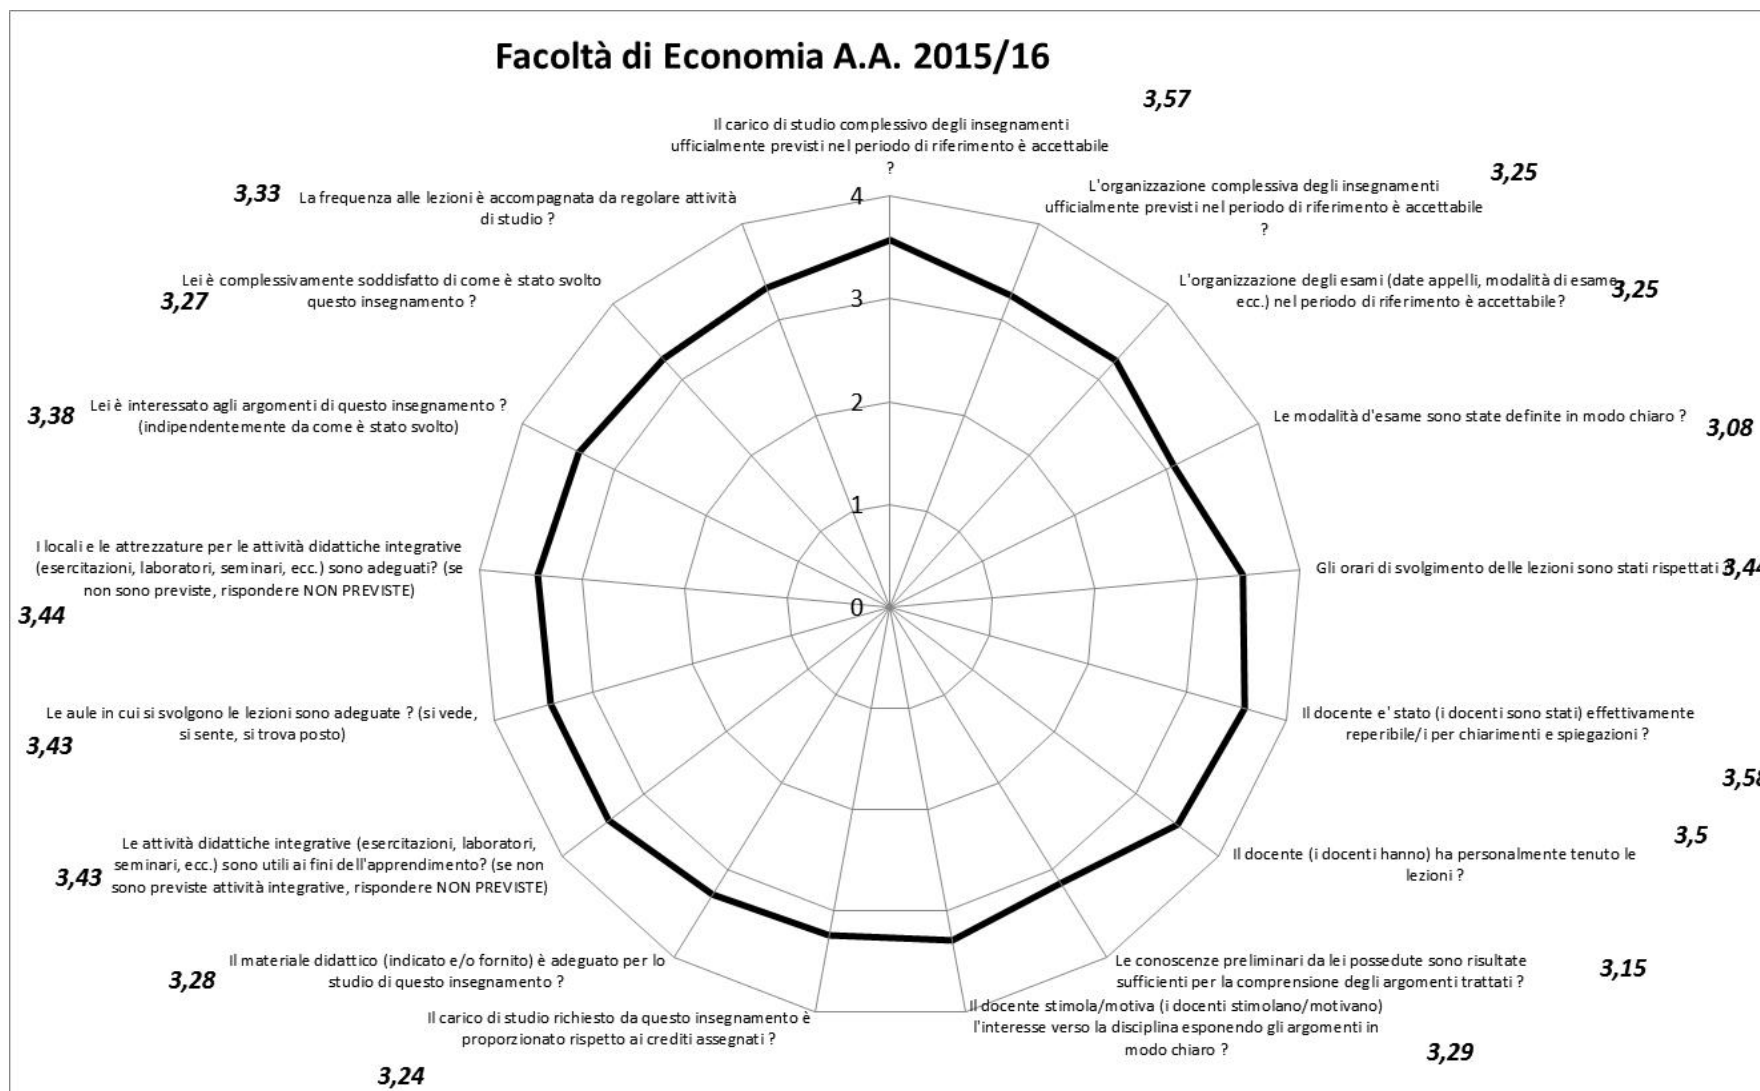 Facoltà di Economia A.A. 2015/16
3,57
Il carico di studio complessivo degli insegnamenti
ufficialmente previsti nel periodo di riferimento è accettabile
?
3,25
L'organizzazione complessiva degli insegnamenti
ufficialmente previsti nel periodo di riferimento è accettabile
?
3,33
La frequenza alle lezioni è accompagnata da regolare attività
di studio ?
4
3
2
1
0
L'organizzazione degli esami (date appelli, modalità di esame
ecc.) nel periodo di riferimento è accettabile?
3,25
Lei è complessivamente soddisfatto di come è stato svolto
questo insegnamento ?
3,27
Le modalità d'esame sono state definite in modo chiaro ?
3,08
3,38
Lei è interessato agli argomenti di questo insegnamento ?
(indipendentemente da come è stato svolto)
Gli orari di svolgimento delle lezioni sono stati rispettati ?
3,44
I locali e le attrezzature per le attività didattiche integrative
(esercitazioni, laboratori, seminari, ecc.) sono adeguati? (se
non sono previste, rispondere NON PREVISTE)
3,44
Il docente e' stato (i docenti sono stati) effettivamente
reperibile/i per chiarimenti e spiegazioni ?
3,58
Le aule in cui si svolgono le lezioni sono adeguate ? (si vede,
si sente, si trova posto)
3,43
3,5
Il docente (i docenti hanno) ha personalmente tenuto le
lezioni ?
Le attività didattiche integrative (esercitazioni, laboratori,
seminari, ecc.) sono utili ai fini dell'apprendimento? (se non
sono previste attività integrative, rispondere NON PREVISTE)
3,43
Le conoscenze preliminari da lei possedute sono risultate
sufficienti per la comprensione degli argomenti trattati ?
3,15
Il materiale didattico (indicato e/o fornito) è adeguato per lo
studio di questo insegnamento ?
3,28
Il docente stimola/motiva (i docenti stimolano/motivano)
l'interesse verso la disciplina esponendo gli argomenti in
modo chiaro ?
3,29
Il carico di studio richiesto da questo insegnamento è
proporzionato rispetto ai crediti assegnati ?
3,24